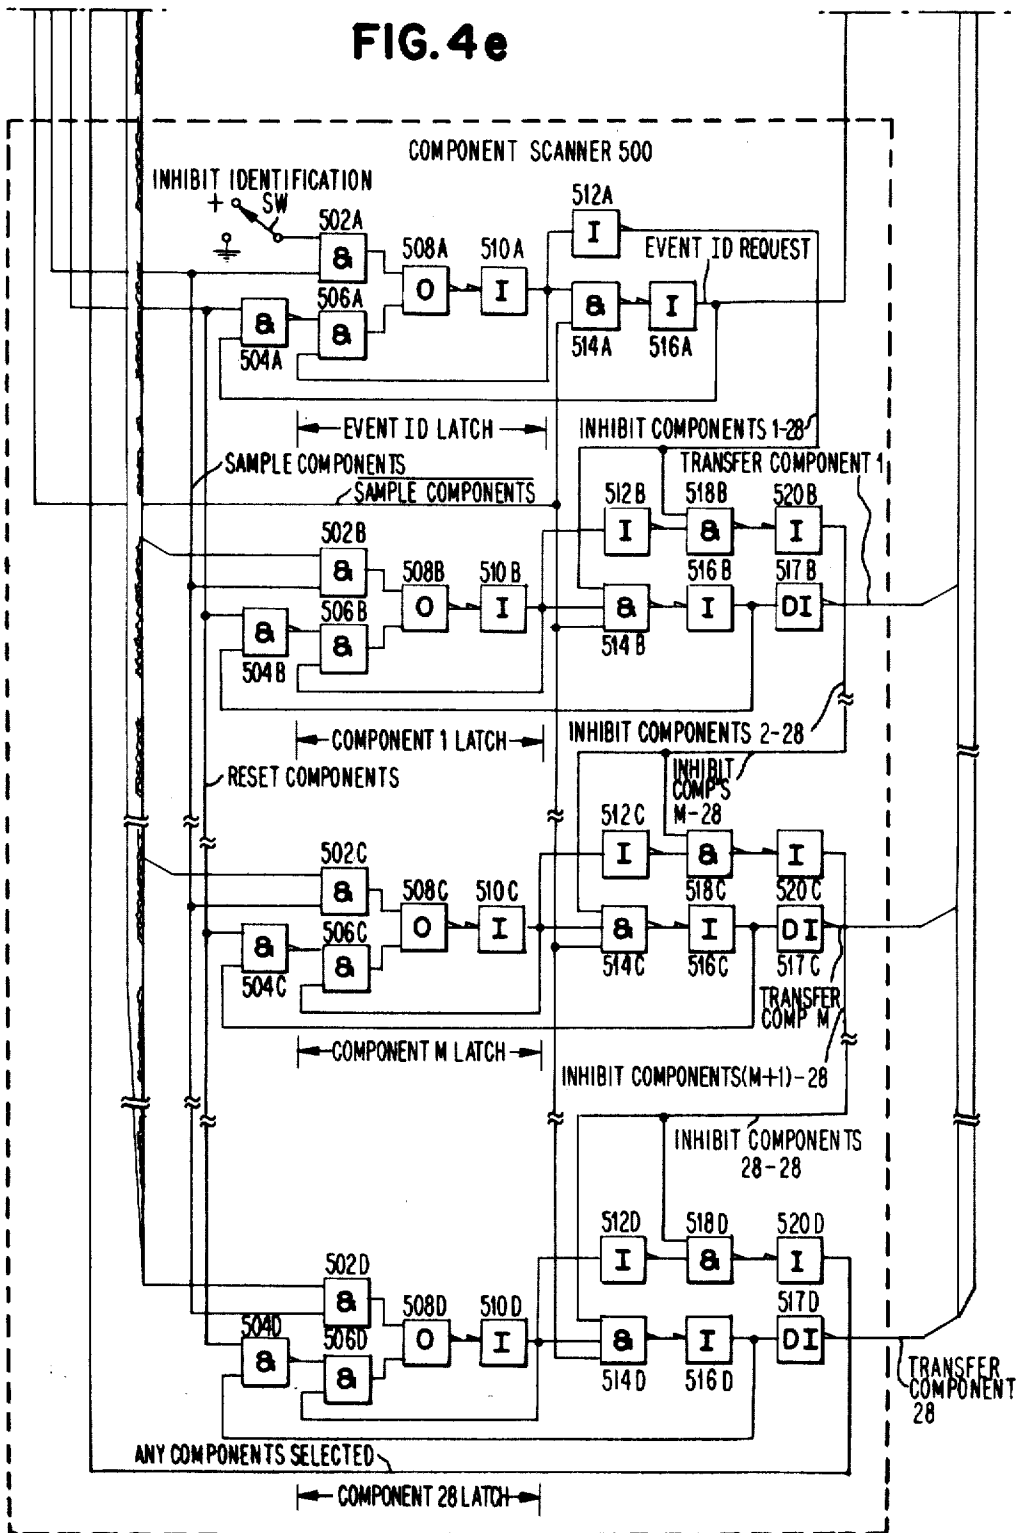 FIG. 4e
COMPONENT SCANNER 500
INHIBIT IDENTIFICATION
+
SW
502A
&
508A
O
510A
I
512A
I
EVENT ID REQUEST
506A
&
&
504A
&
514A
I
516A
EVENT ID LATCH
INHIBIT COMPONENTS 1-28
TRANSFER COMPONENT 1
SAMPLE COMPONENTS
SAMPLE COMPONENTS
502B
&
508B
O
510B
I
512B
I
518B
&
520B
I
506B
&
&
504B
&
514B
516B
I
517B
DI
COMPONENT 1 LATCH
INHIBIT COMPONENTS 2-28
RESET COMPONENTS
INHIBIT
COMP'S
M-28
502C
&
508C
O
510C
I
512C
I
&
518C
I
520C
506C
&
&
504C
&
514C
I
516C
DI
517C
TRANSFER
COMP M
COMPONENT M LATCH
INHIBIT COMPONENTS(M+1)-28
INHIBIT COMPONENTS
28-28
502D
&
508D
O
510D
I
512D
I
518D
&
520D
I
504D
&
506D
&
&
514D
I
516D
517D
DI
TRANSFER
COMPONENT
28
ANY COMPONENTS SELECTED
COMPONENT 28 LATCH